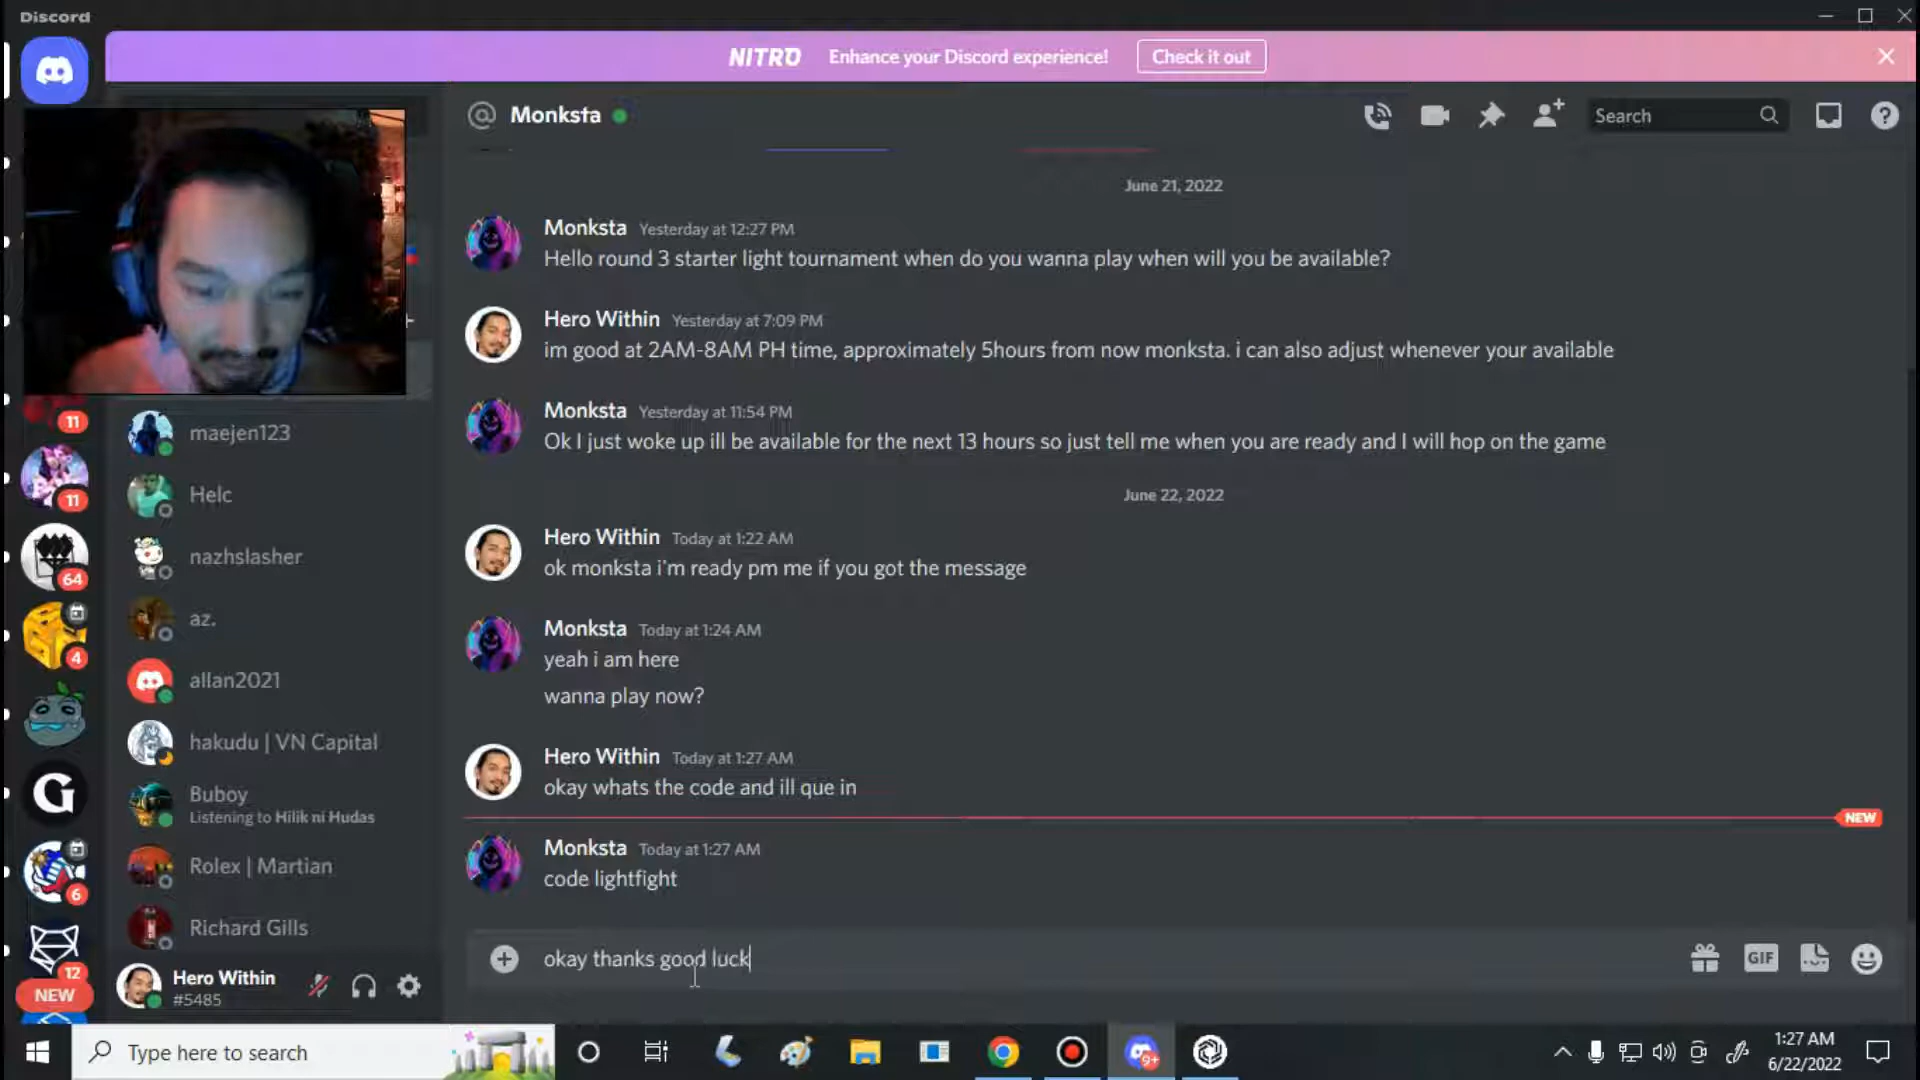 Discord
NITRO Enhance your Discord experience! Check it out
Monksta
Search
June 21, 2022
Monksta Yesterday at 12:27 PM
Hello round 3 starter light tournament when do you wanna play when will you be available?
Hero Within Yesterday at 7:09 PM
im good at 2AM-8AM PH time, approximately 5hours from now monksta. i can also adjust whenever your available
Monksta Yesterday at 11:54 PM
Ok I just woke up ill be available for the next 13 hours so just tell me when you are ready and I will hop on the game
June 22, 2022
Hero Within Today at 1:22 AM
ok monksta i'm ready pm me if you got the message
Monksta Today at 1:24 AM
yeah i am here
wanna play now?
Hero Within Today at 1:27 AM
okay whats the code and ill que in
NEW
Monksta Today at 1:27 AM
code lightfight
okay thanks good luck
GIF
11
11
64
4
G
6
12
NEW
maejen123
Helc
nazhslasher
az.
allan2021
hakudu | VN Capital
Buboy
Listening to Hilik ni Hudas
Rolex | Martian
Richard Gills
Hero Within
#5485
Type here to search
9+
1:27 AM
6/22/2022